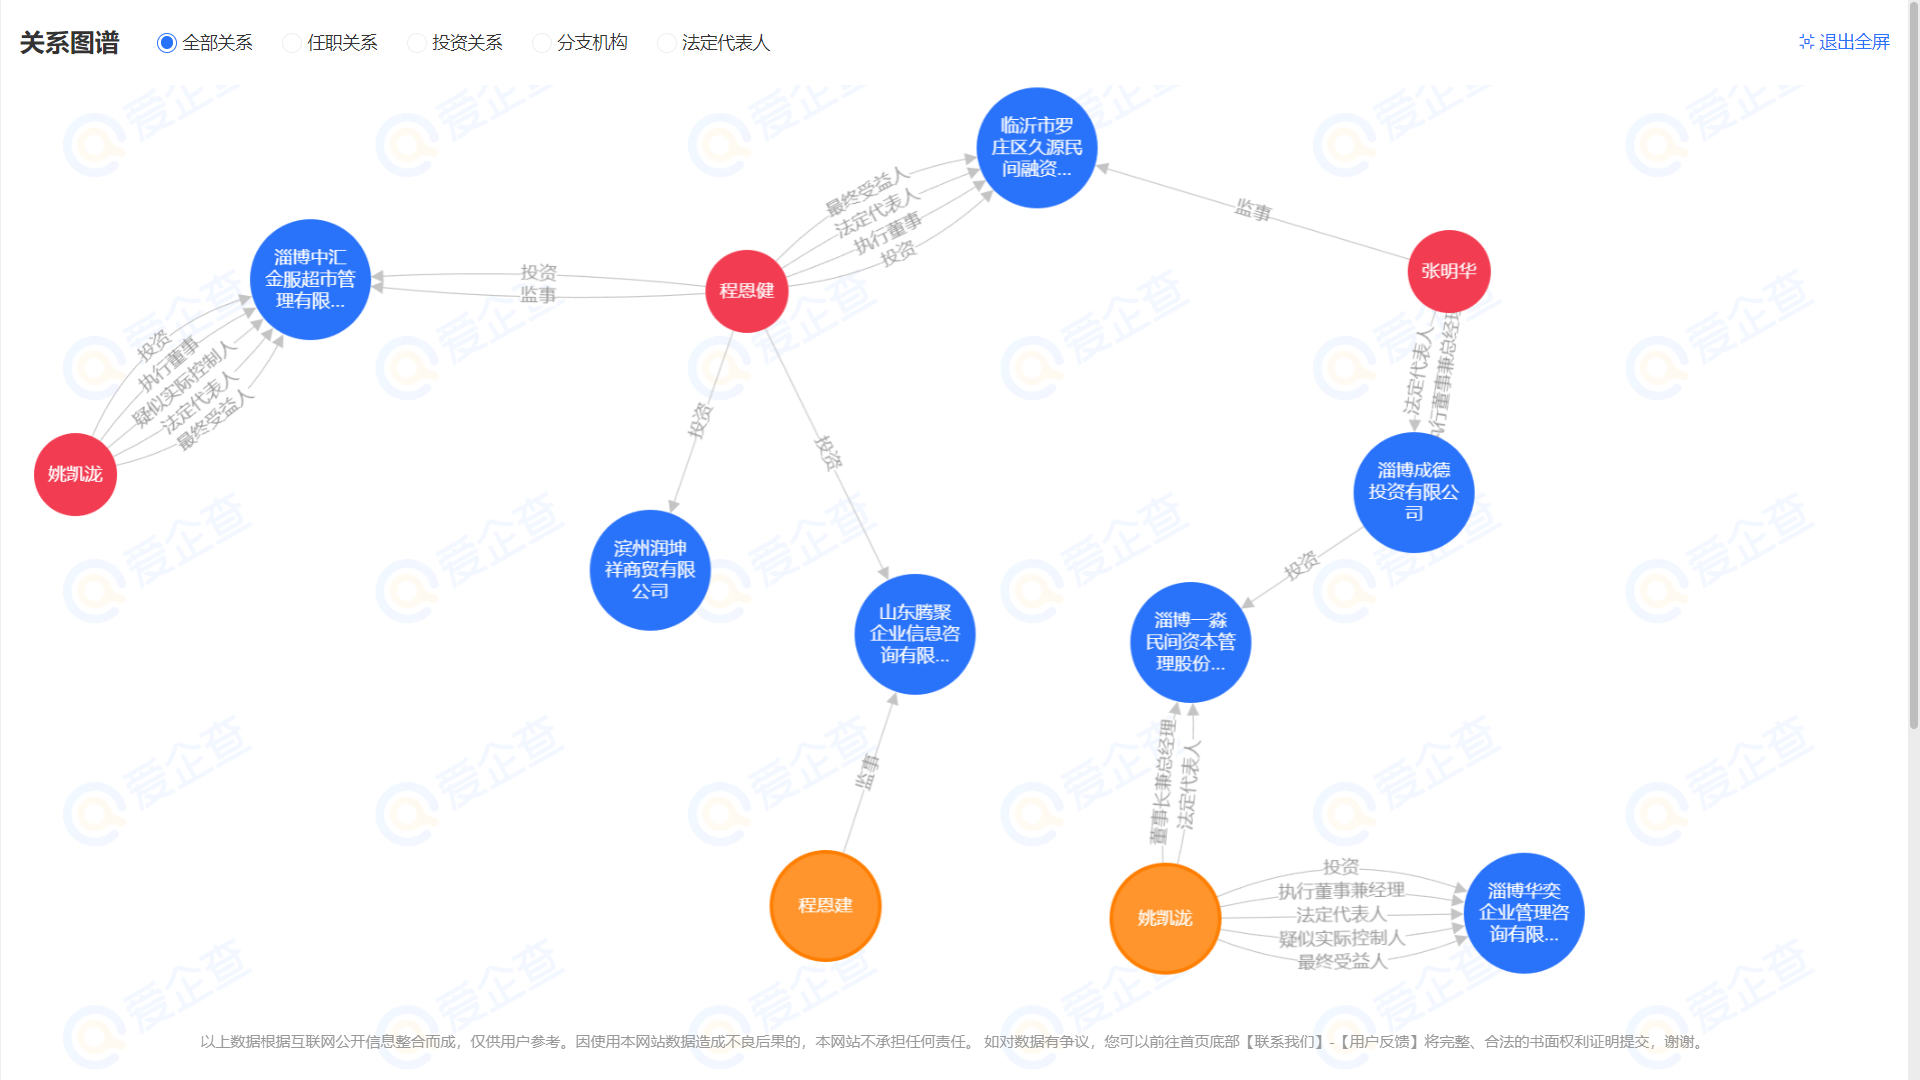 关系图谱
全部关系
任职关系
投资关系
分支机构
法定代表人
退出全屏
临沂市罗
庄区久源民
间融资...
最终受益人
法定代表人
执行董事
投资
监事
张明华
淄博中汇
金服超市管
理有限...
投资
监事
程恩健
投资
执行董事
疑似实际控制人
法定代表人
最终受益人
姚凯泷
法定代表人
执行董事兼总经理
投资
投资
淄博成德
投资有限公
司
滨州润坤
祥商贸有限
公司
投资
山东腾聚
企业信息咨
询有限...
淄博一淼
民间资本管
理股份...
监事
董事长兼总经理
法定代表人
程恩建
姚凯泷
投资
执行董事兼经理
法定代表人
疑似实际控制人
最终受益人
淄博华奕
企业管理咨
询有限...
以上数据根据互联网公开信息整合而成，仅供用户参考。因使用本网站数据造成不良后果的，本网站不承担任何责任。 如对数据有争议，您可以前往首页底部【联系我们】-【用户反馈】将完整、合法的书面权利证明提交，谢谢。
爱企查